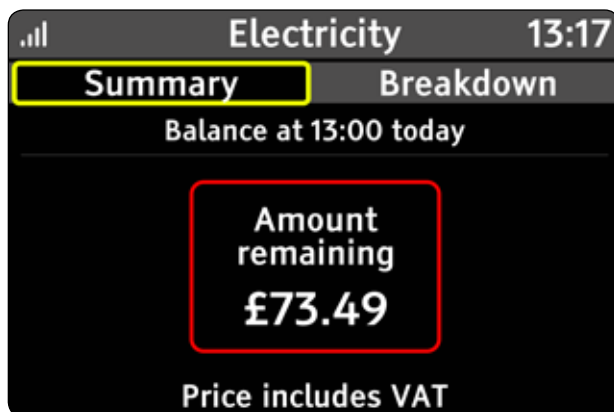 Electricity 13:17
Summary Breakdown
Balance at 13:00 today
Amount
remaining
£73.49
Price includes VAT